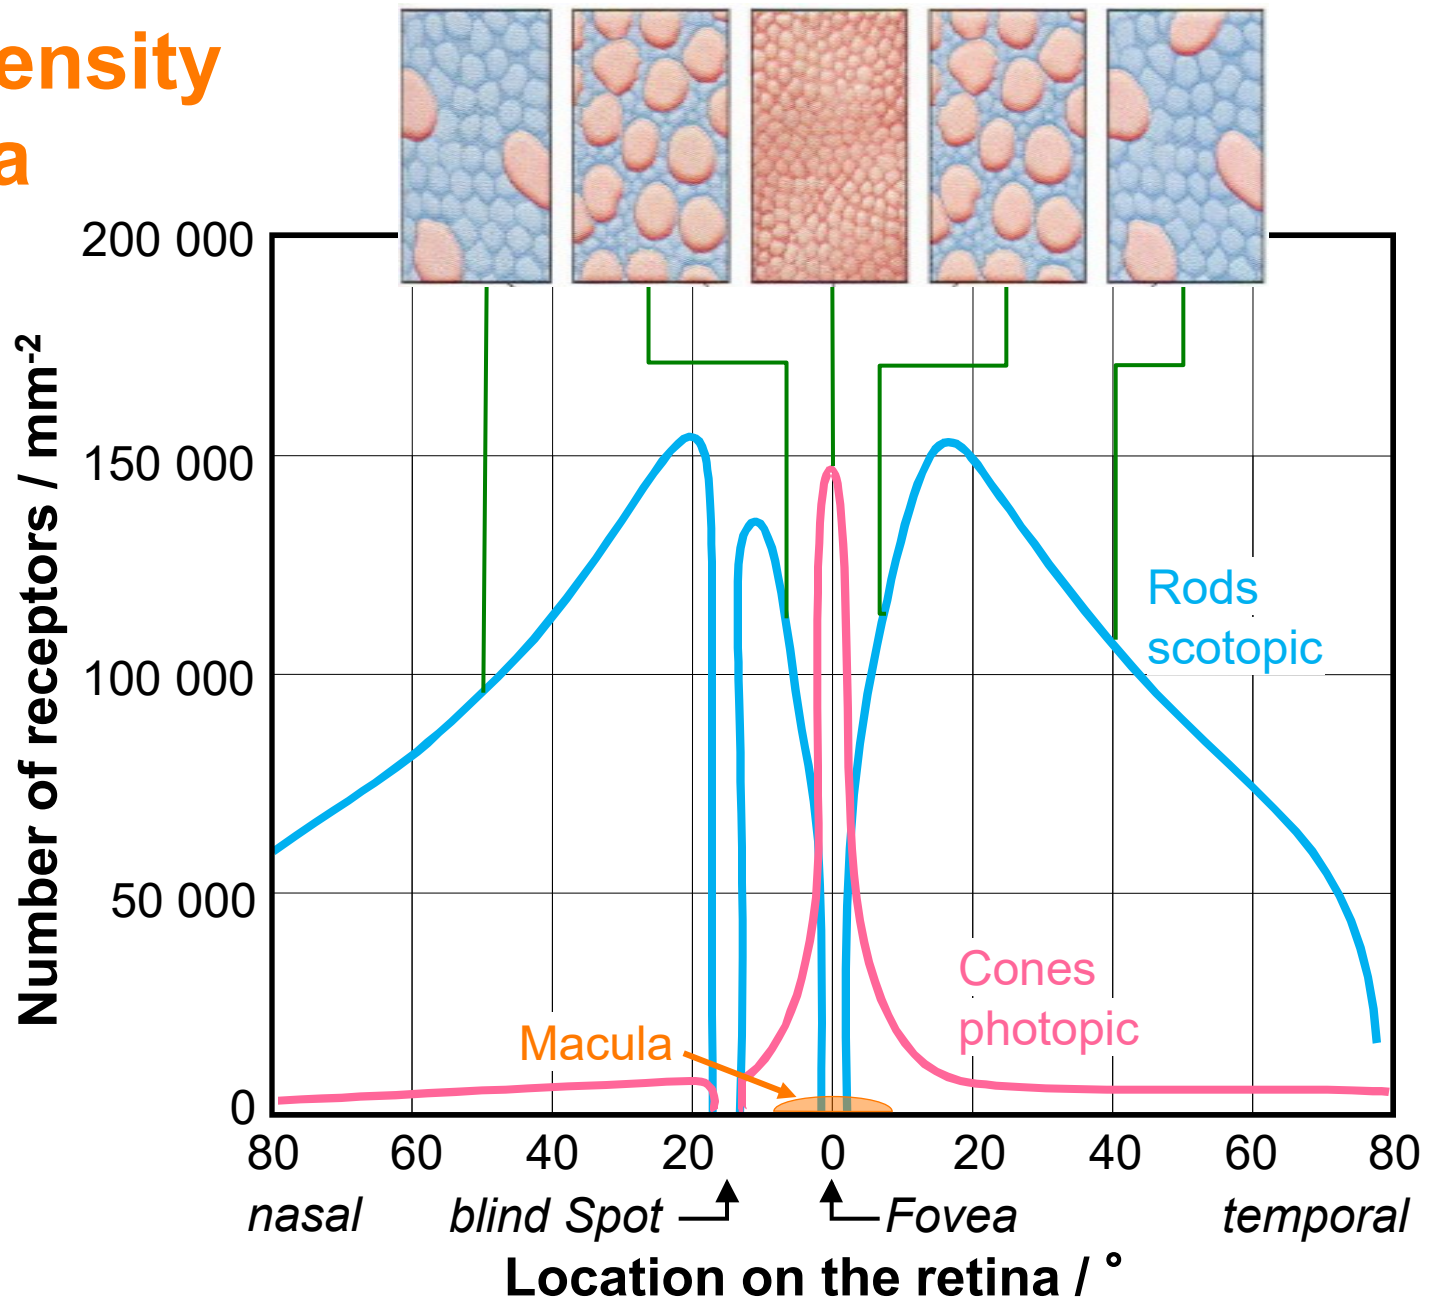 ensity
a
200 000
150 000
100 000
50 000
0
Number of receptors / mm-2
Rods
scotopic
Cones
photopic
Macula
80 60 40 20 0 20 40 60 80
nasal blind Spot Fovea temporal
Location on the retina / °